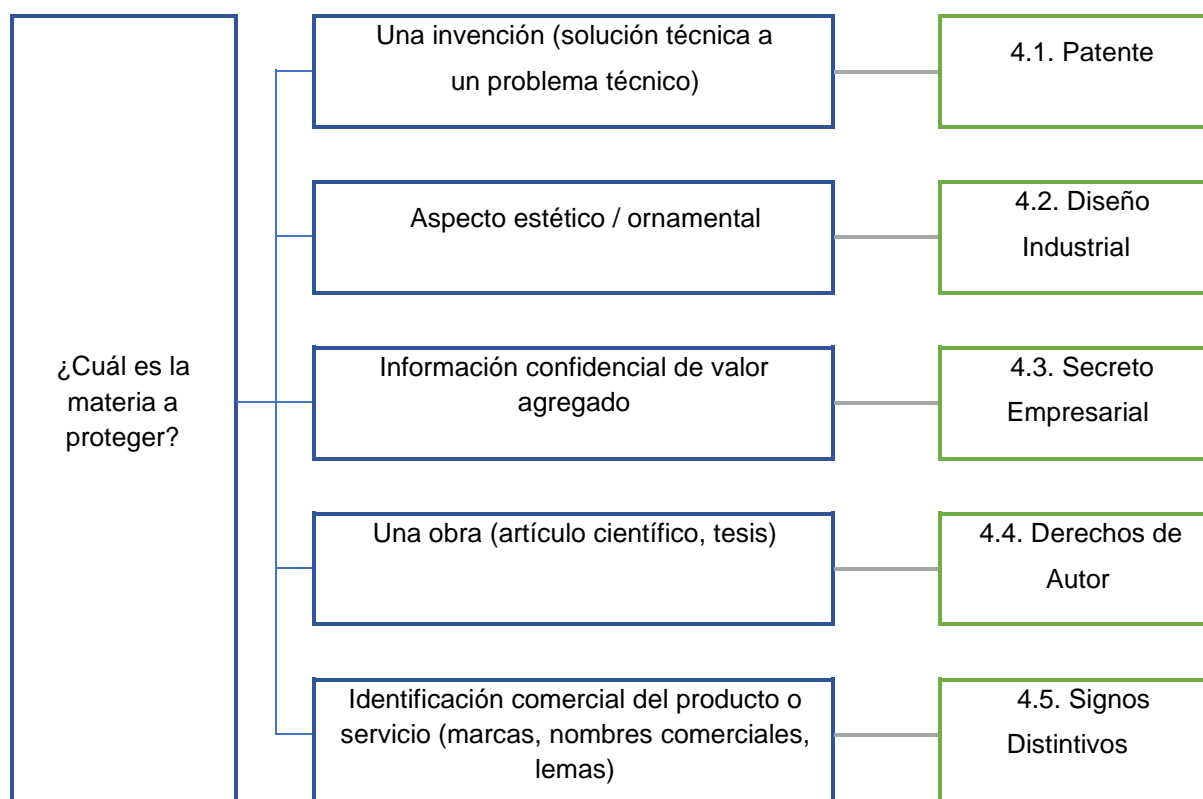 ¿Cuál es la
materia a
proteger?
Una invención (solución técnica a
un problema técnico)
4.1. Patente
Aspecto estético / ornamental
4.2. Diseño
Industrial
Información confidencial de valor
agregado
4.3. Secreto
Empresarial
Una obra (artículo científico, tesis)
4.4. Derechos de
Autor
Identificación comercial del producto o
servicio (marcas, nombres comerciales,
lemas)
4.5. Signos
Distintivos